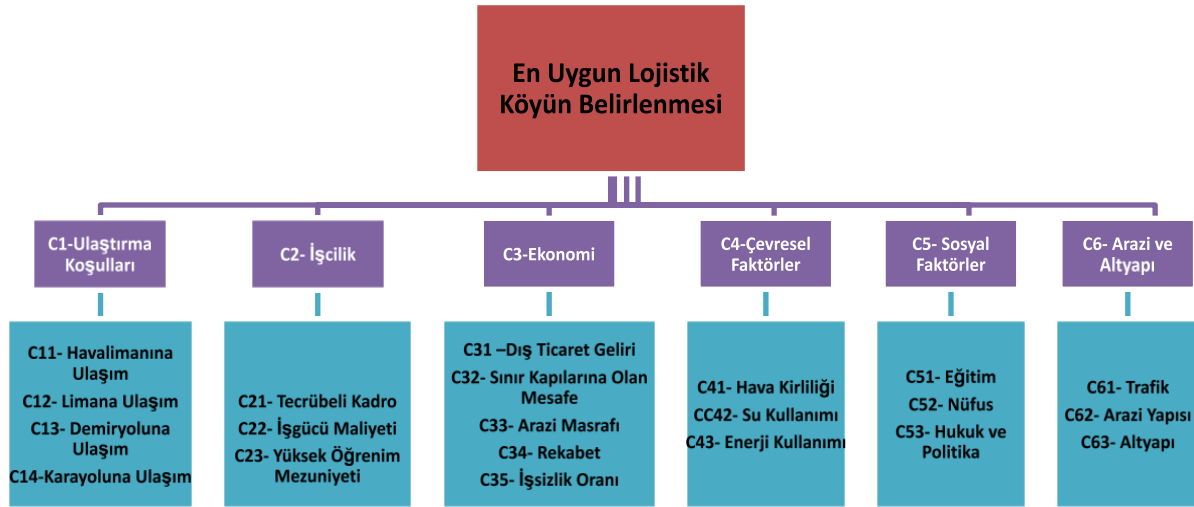 En Uygun Lojistik
Köyün Belirlenmesi
C1-Ulaştırma
Koşulları
C2- İşcilik
C3-Ekonomi
C4-Çevresel
Faktörler
C5- Sosyal
Faktörler
C6- Arazi ve
Altyapı
C11- Havalimanına
Ulaşım
C12- Limana Ulaşım
C13- Demiryoluna
Ulaşım
C14-Karayoluna Ulaşım
C21- Tecrübeli Kadro
C22- İşgücü Maliyeti
C23- Yüksek Öğrenim
Mezuniyeti
C31 –Dış Ticaret Geliri
C32- Sınır Kapılarına Olan
Mesafe
C33- Arazi Masrafı
C34- Rekabet
C35- İşsizlik Oranı
C41- Hava Kirliliği
CC42- Su Kullanımı
C43- Enerji Kullanımı
C51- Eğitim
C52- Nüfus
C53- Hukuk ve
Politika
C61- Trafik
C62- Arazi Yapısı
C63- Altyapı